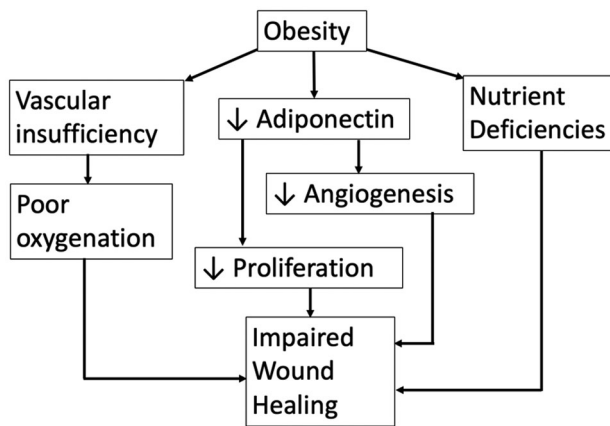 Obesity
Vascular
insufficiency
↓ Adiponectin
Nutrient
Deficiencies
↓ Angiogenesis
Poor
oxygenation
↓ Proliferation
Impaired
Wound
Healing